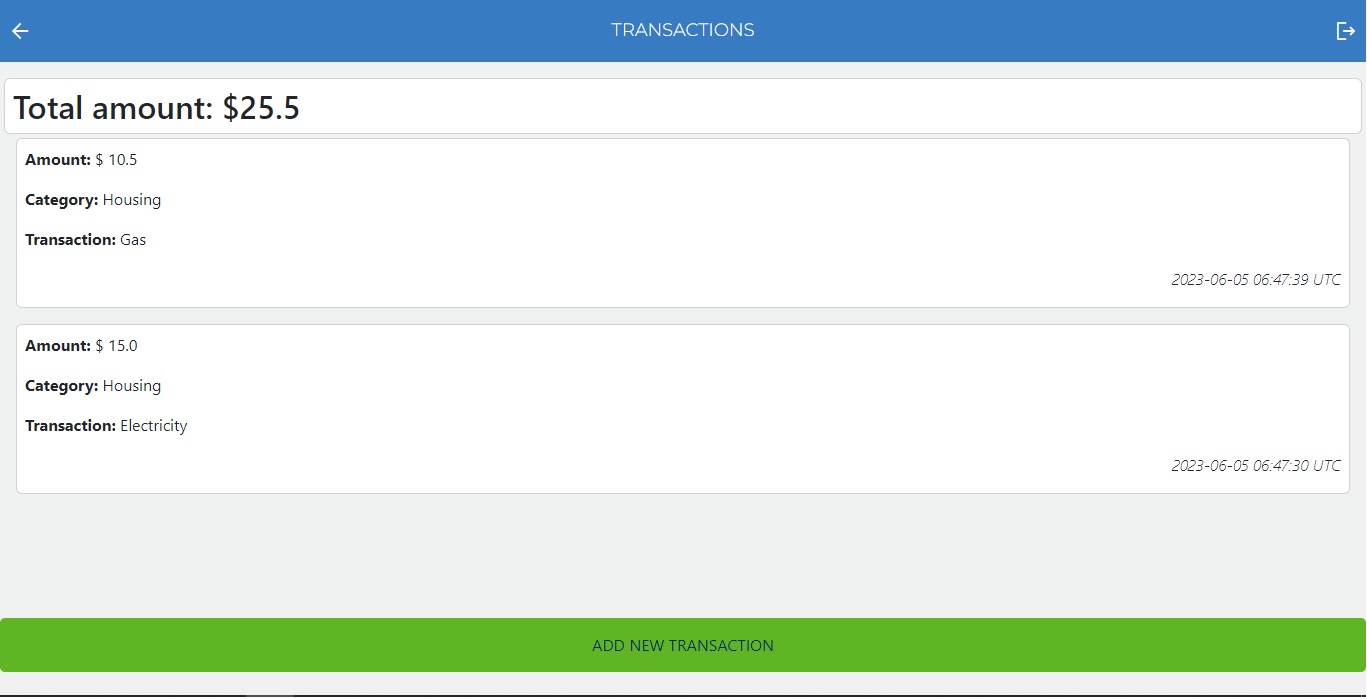 TRANSACTIONS
Total amount: $25.5
Amount: $ 10.5
Category: Housing
Transaction: Gas
2023-06-05 06:47:39 UTC
Amount: $ 15.0
Category: Housing
Transaction: Electricity
2023-06-05 06:47:30 UTC
ADD NEW TRANSACTION